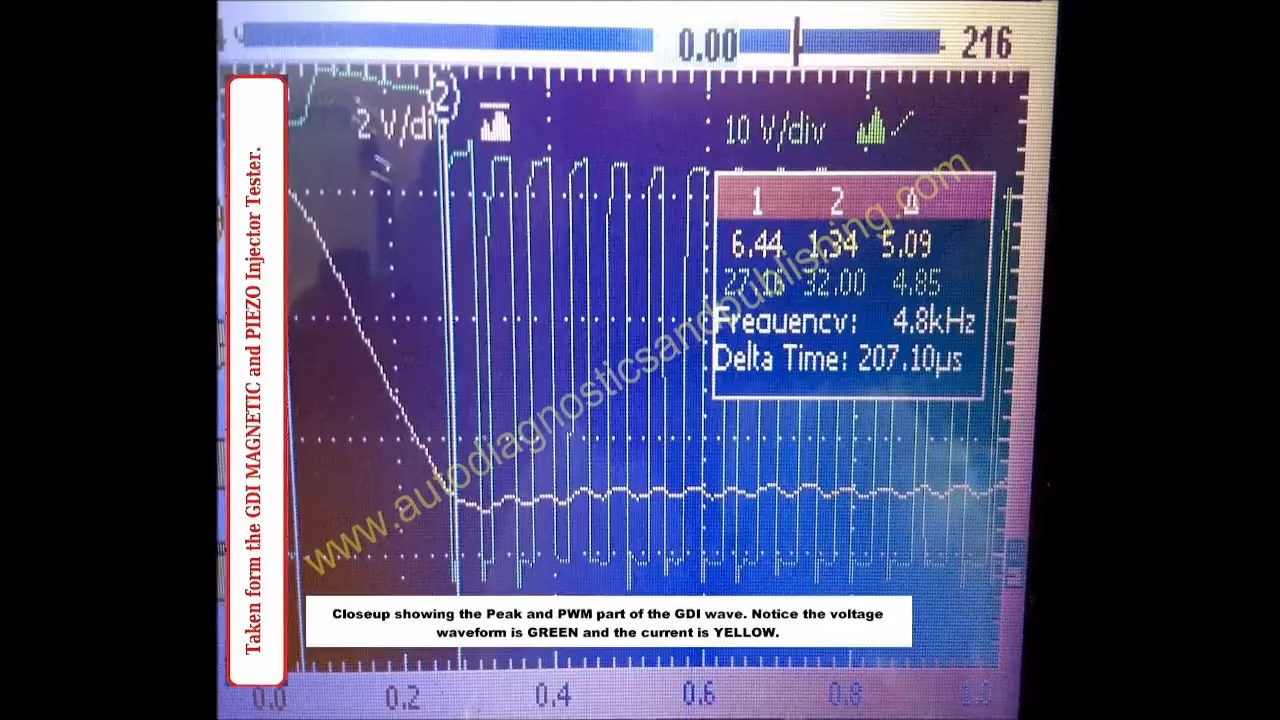 0.00
216
2
2 V/div
10 V/div
1 2 Δ
6.44 1.34 5.09
32.00 4.85
Frequency: 4.8kHz
Delta Time: 207.10µs
www.autodiagnosticsandpublishing.com
Taken form the GDI MAGNETIC and PIEZO Injector Tester.
Closeup showing the Peak and PWM part of the GDI wave. Notice the voltage
waveform is GREEN and the current is YELLOW.
0.0 0.2 0.4 0.6 0.8 1.0